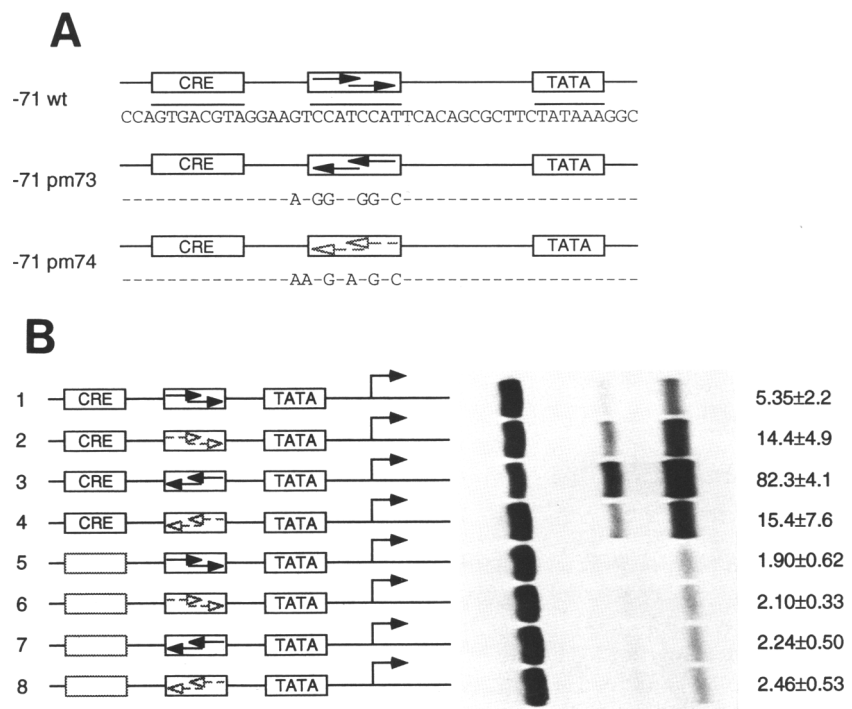 A
CRE TATA
-71 wt
CCAGTGACGTAGGAAGTCCATCCATTCACAGCGCTTCTATAAAGGC
CRE TATA
-71 pm73
---------------A-GG--GG-C---------------------
CRE TATA
-71 pm74
---------------AA-G-A-G-C---------------------
B
1 CRE TATA 5.35±2.2
2 CRE TATA 14.4±4.9
3 CRE TATA 82.3±4.1
4 CRE TATA 15.4±7.6
5 TATA 1.90±0.62
6 TATA 2.10±0.33
7 TATA 2.24±0.50
8 TATA 2.46±0.53